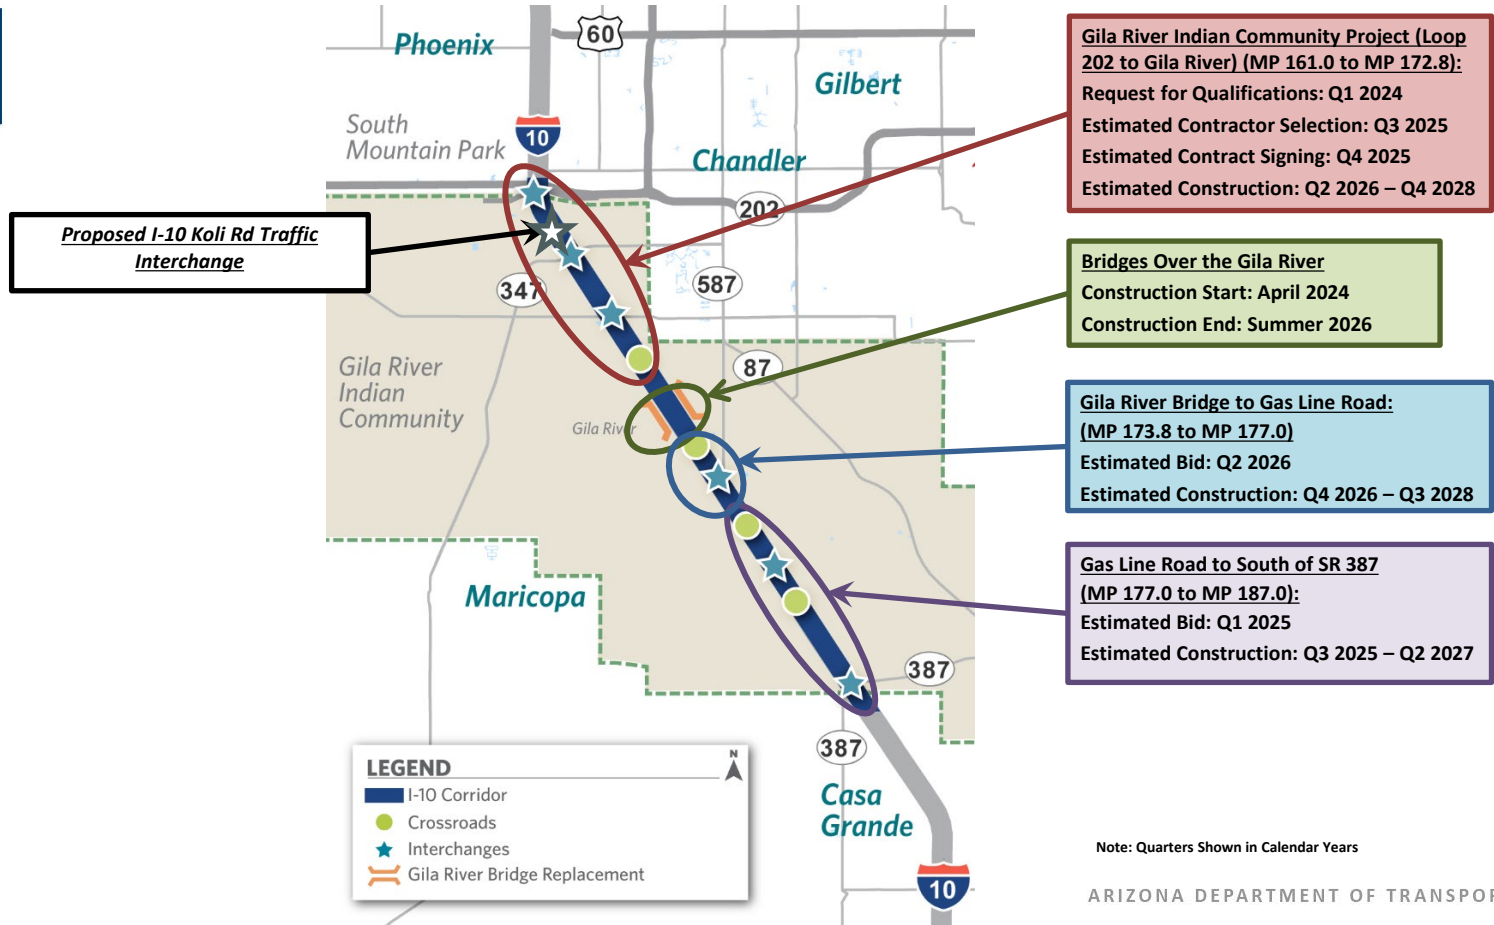 Phoenix
60
Gilbert
South
Mountain Park
10
Chandler
202
Proposed I-10 Koli Rd Traffic
Interchange
347
587
Gila River
Indian
Community
87
Gila River
Maricopa
387
387
Casa
Grande
10
Gila River Indian Community Project (Loop
202 to Gila River) (MP 161.0 to MP 172.8):
Request for Qualifications: Q1 2024
Estimated Contractor Selection: Q3 2025
Estimated Contract Signing: Q4 2025
Estimated Construction: Q2 2026 – Q4 2028
Bridges Over the Gila River
Construction Start: April 2024
Construction End: Summer 2026
Gila River Bridge to Gas Line Road:
(MP 173.8 to MP 177.0)
Estimated Bid: Q2 2026
Estimated Construction: Q4 2026 – Q3 2028
Gas Line Road to South of SR 387
(MP 177.0 to MP 187.0):
Estimated Bid: Q1 2025
Estimated Construction: Q3 2025 – Q2 2027
LEGEND
N
I-10 Corridor
Crossroads
Interchanges
Gila River Bridge Replacement
Note: Quarters Shown in Calendar Years
ARIZONA DEPARTMENT OF TRANSPOR